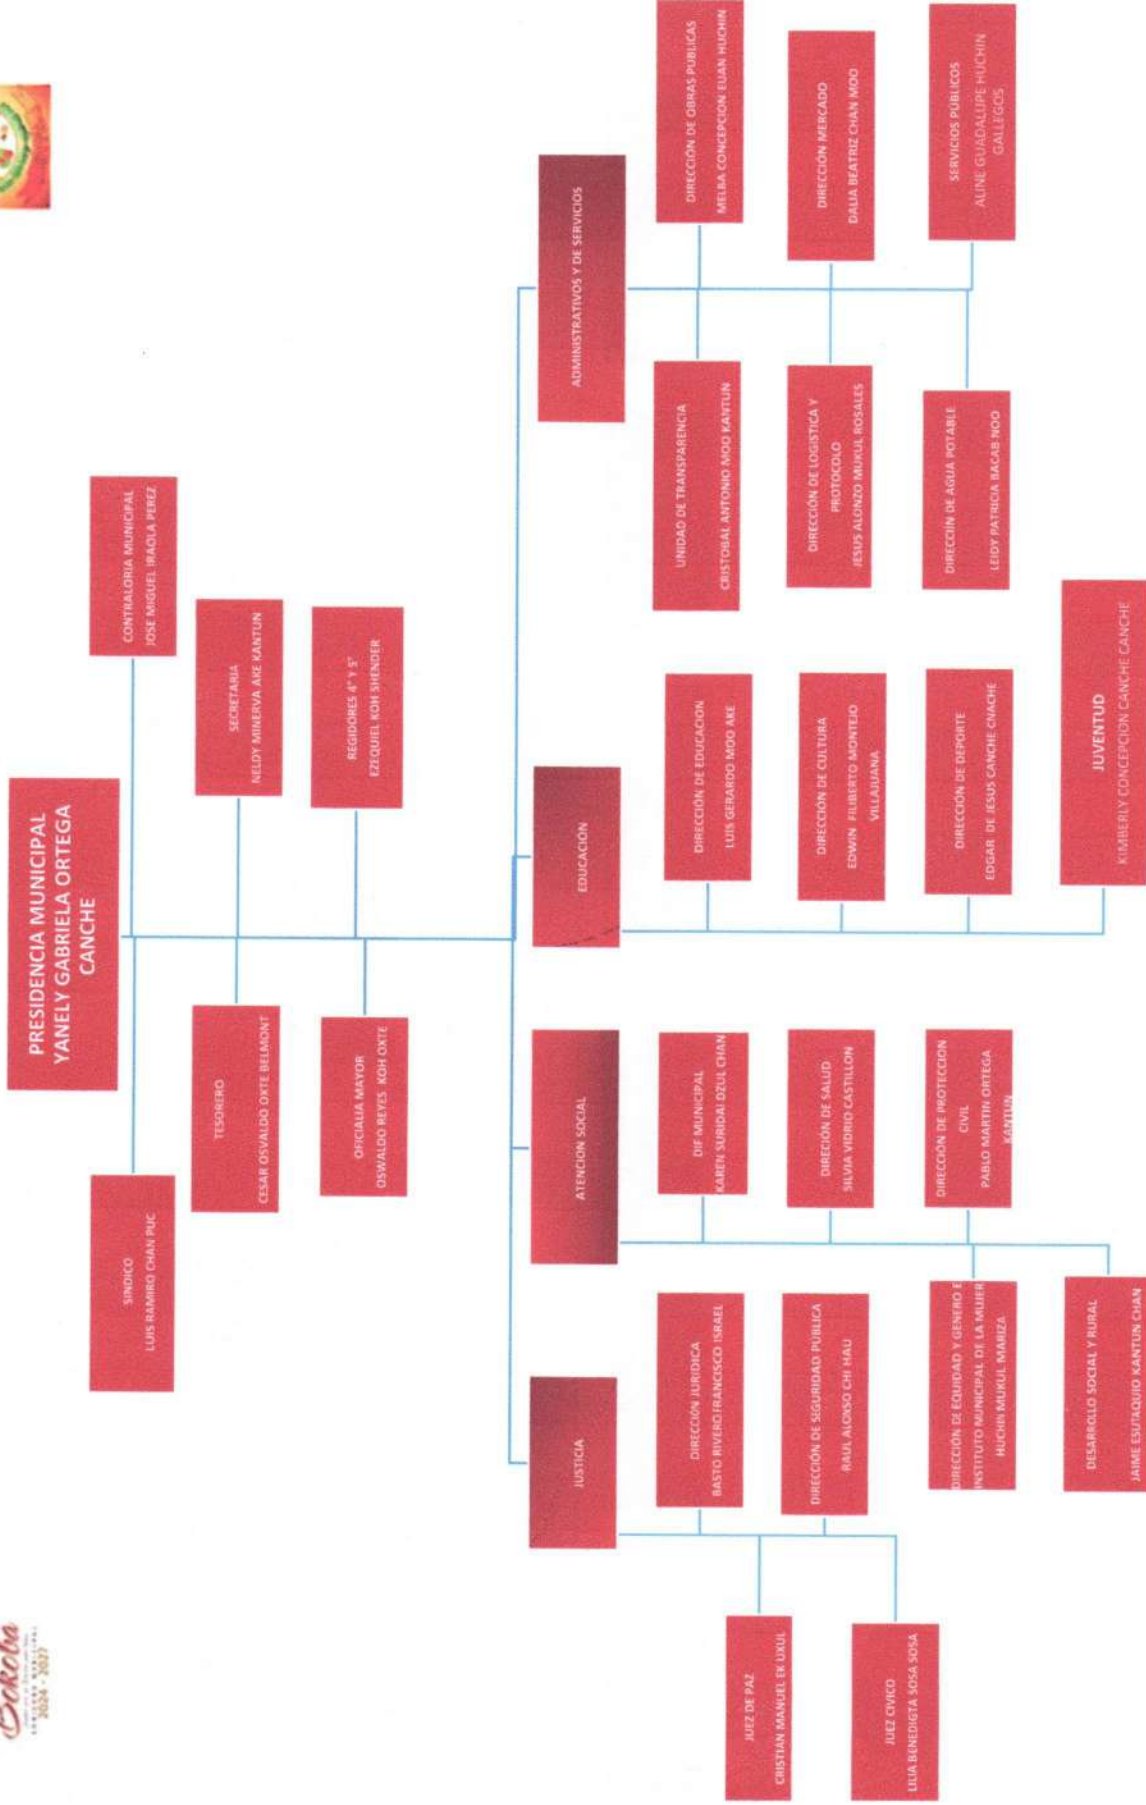 Bokoba
2024 - 2027
PRESIDENCIA MUNICIPAL
YANELY GABRIELA ORTEGA
CANCHE
SINDICO
LUIS RAMIRO CHAN PUC
CONTRALORIA MUNICIPAL
JOSE MIGUEL IRAOLA PEREZ
TESORERO
CESAR OSVALDO OXTE BELMONT
SECRETARIA
NELDY MINERVA AKE KANTUN
OFICIALIA MAYOR
OSWALDO REYES KOH OXTE
REGIDORES 4° Y 5°
EZEQUIEL KOH SHENDER
JUSTICIA
ATENCION SOCIAL
EDUCACIÓN
ADMINISTRATIVOS Y DE SERVICIOS
DIRECCIÓN JURIDICA
BASTO RIVERO FRANCISCO ISRAEL
JUEZ DE PAZ
CRISTIAN MANUEL EK UXUL
DIRECCIÓN DE SEGURIDAD PUBLICA
RAUL ALONSO CHI HAU
JUEZ CIVICO
LILIA BENEDIGTA SOSA SOSA
DIF MUNICIPAL
KAREN SURIDAI DZUL CHAN
DIRECIÓN DE SALUD
SILVIA VIDRIO CASTILLON
DIRECCIÓN DE PROTECCION
CIVIL
PABLO MARTIN ORTEGA
KANTUN
DIRECCIÓN DE EQUIDAD Y GENERO E
INSTITUTO MUNICIPAL DE LA MUJER
HUCHIN MUKUL MARIZA
DESARROLLO SOCIAL Y RURAL
JAIME ESUTAQUIO KANTUN CHAN
DIRECCIÓN DE EDUCACION
LUIS GERARDO MOO AKE
DIRECCIÓN DE CULTURA
EDWIN FILIBERTO MONTEJO
VILLAJUANA
DIRECCIÓN DE DEPORTE
EDGAR DE JESUS CANCHE CNACHE
JUVENTUD
KIMBERLY CONCEPCION CANCHE CANCHE
UNIDAD DE TRANSPARENCIA
CRISTOBAL ANTONIO MOO KANTUN
DIRECCIÓN DE OBRAS PUBLICAS
MELBA CONCEPCION EUAN HUCHIN
DIRECCIÓN DE LOGISTICA Y
PROTOCOLO
JESUS ALONZO MUKUL ROSALES
DIRECCIÓN MERCADO
DALIA BEATRIZ CHAN MOO
DIRECCIÍN DE AGUA POTABLE
LEIDY PATRICIA BACAB NOO
SERVICIOS PÚBLICOS
ALINE GUADALUPE HUCHIN
GALLEGOS